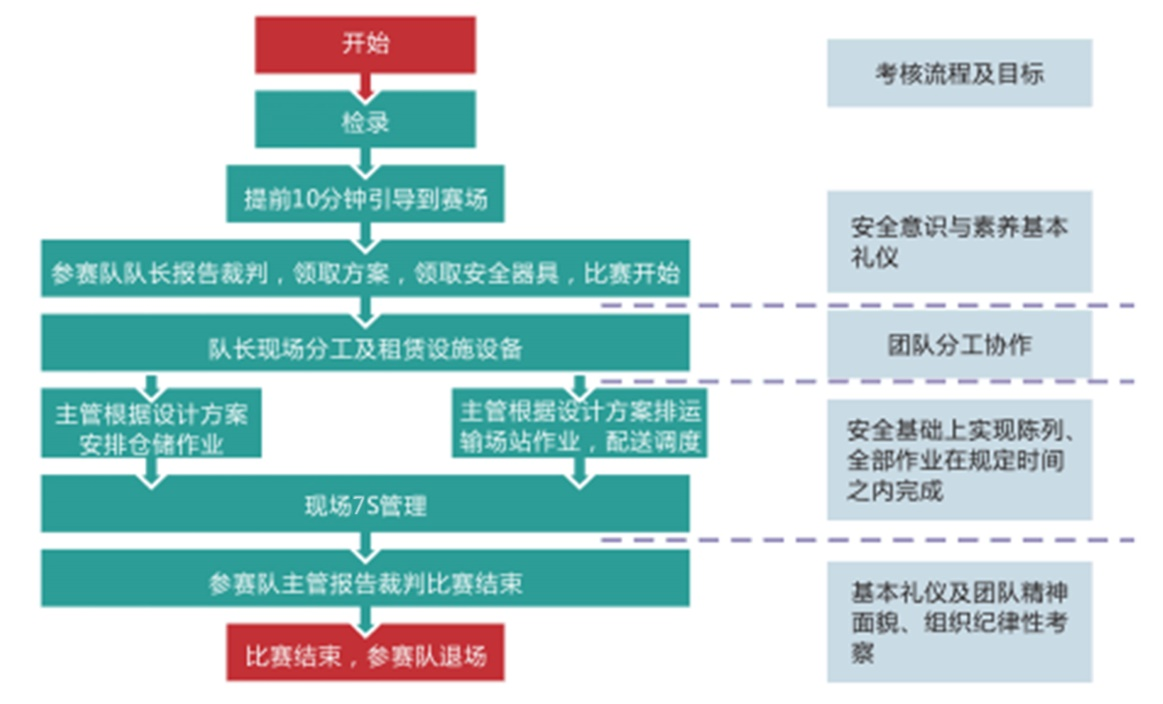 开始
考核流程及目标
检录
提前10分钟引导到赛场
安全意识与素养基本
礼仪
参赛队队长报告裁判，领取方案，领取安全器具，比赛开始
队长现场分工及租赁设施设备
团队分工协作
主管根据设计方案
安排仓储作业
主管根据设计方案排运
输场站作业，配送调度
安全基础上实现陈列、
全部作业在规定时间
之内完成
现场7S管理
参赛队主管报告裁判比赛结束
基本礼仪及团队精神
面貌、组织纪律性考
察
比赛结束，参赛队退场